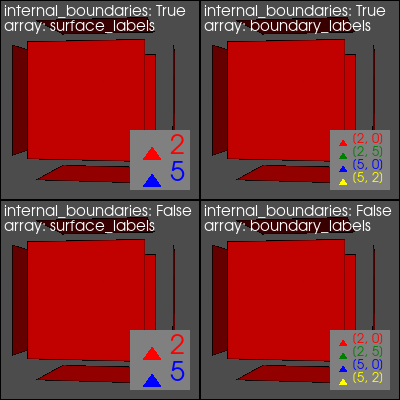 internal_boundaries: True
array: surface_labels
2
5
internal_boundaries: True
array: boundary_labels
(2, 0)
(2, 5)
(5, 0)
(5, 2)
internal_boundaries: False
array: surface_labels
2
5
internal_boundaries: False
array: boundary_labels
(2, 0)
(2, 5)
(5, 0)
(5, 2)